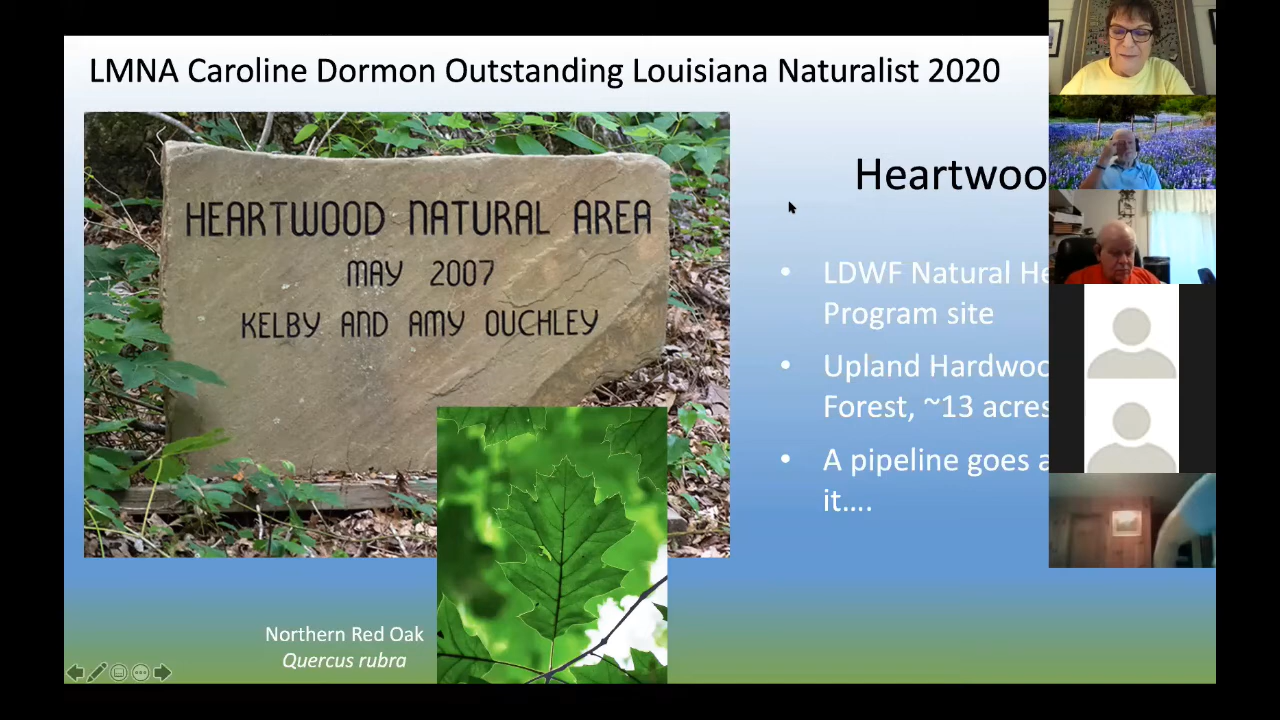 LMNA Caroline Dormon Outstanding Louisiana Naturalist 2020
HEARTWOOD NATURAL AREA
MAY 2007
KELBY AND AMY OUCHLEY
Heartwoo
• LDWF Natural He
Program site
• Upland Hardwoo
Forest, ~13 acres
• A pipeline goes a
it....
Northern Red Oak
Quercus rubra